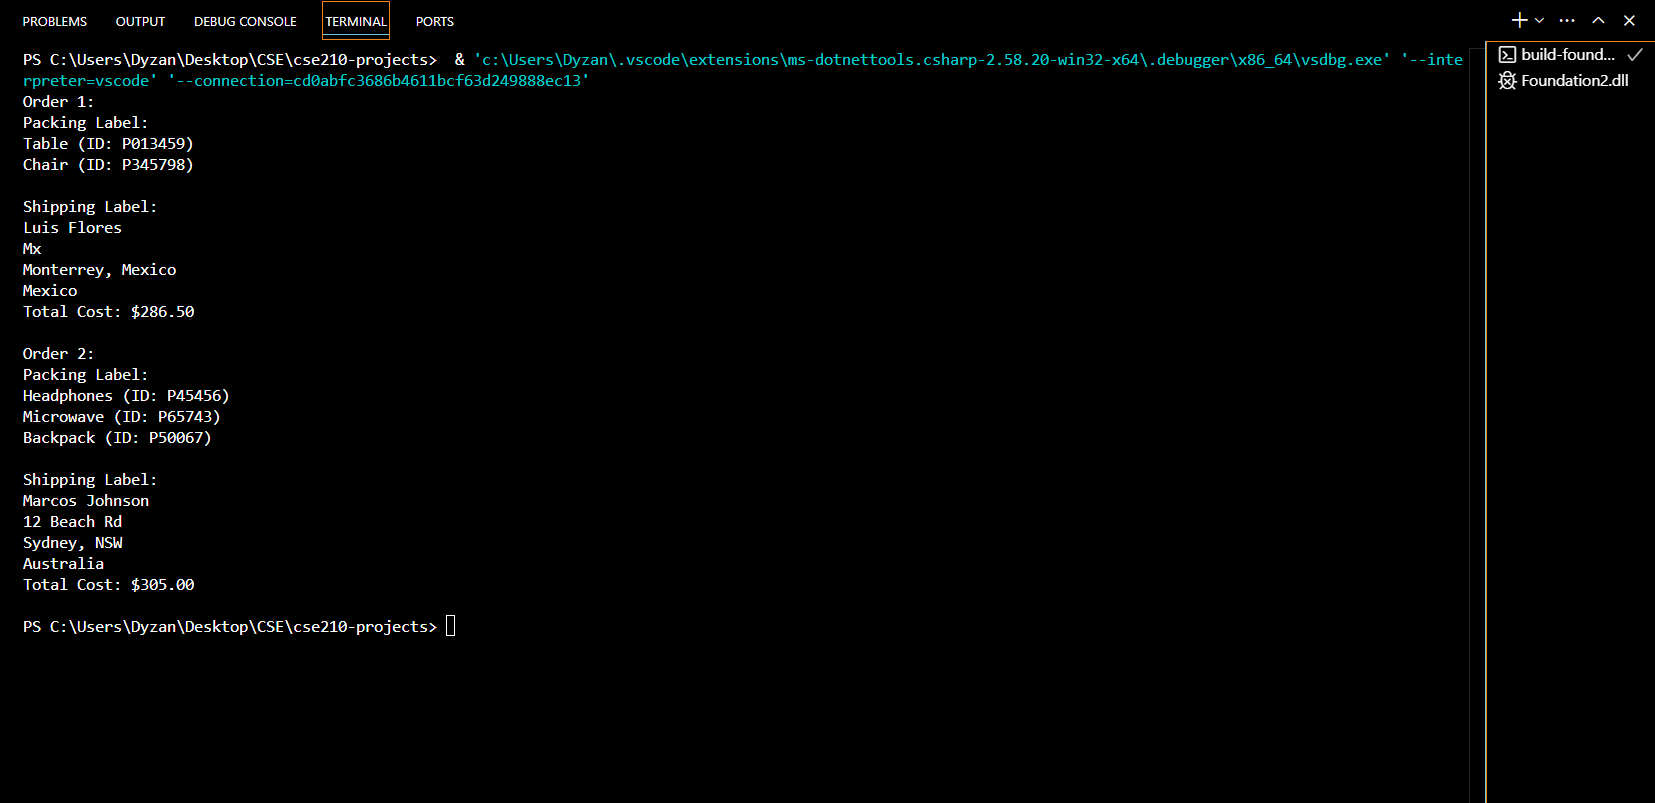 PROBLEMS OUTPUT DEBUG CONSOLE TERMINAL PORTS
PS C:\Users\Dyzan\Desktop\CSE\cse210-projects>  & 'c:\Users\Dyzan\.vscode\extensions\ms-dotnettools.csharp-2.58.20-win32-x64\.debugger\x86_64\vsdbg.exe' '--inte
rpreter=vscode' '--connection=cd0abfc3686b4611bcf63d249888ec13'
Order 1:
Packing Label:
Table (ID: P013459)
Chair (ID: P345798)
Shipping Label:
Luis Flores
Mx
Monterrey, Mexico
Mexico
Total Cost: $286.50
Order 2:
Packing Label:
Headphones (ID: P45456)
Microwave (ID: P65743)
Backpack (ID: P50067)
Shipping Label:
Marcos Johnson
12 Beach Rd
Sydney, NSW
Australia
Total Cost: $305.00
PS C:\Users\Dyzan\Desktop\CSE\cse210-projects>
build-found...
Foundation2.dll